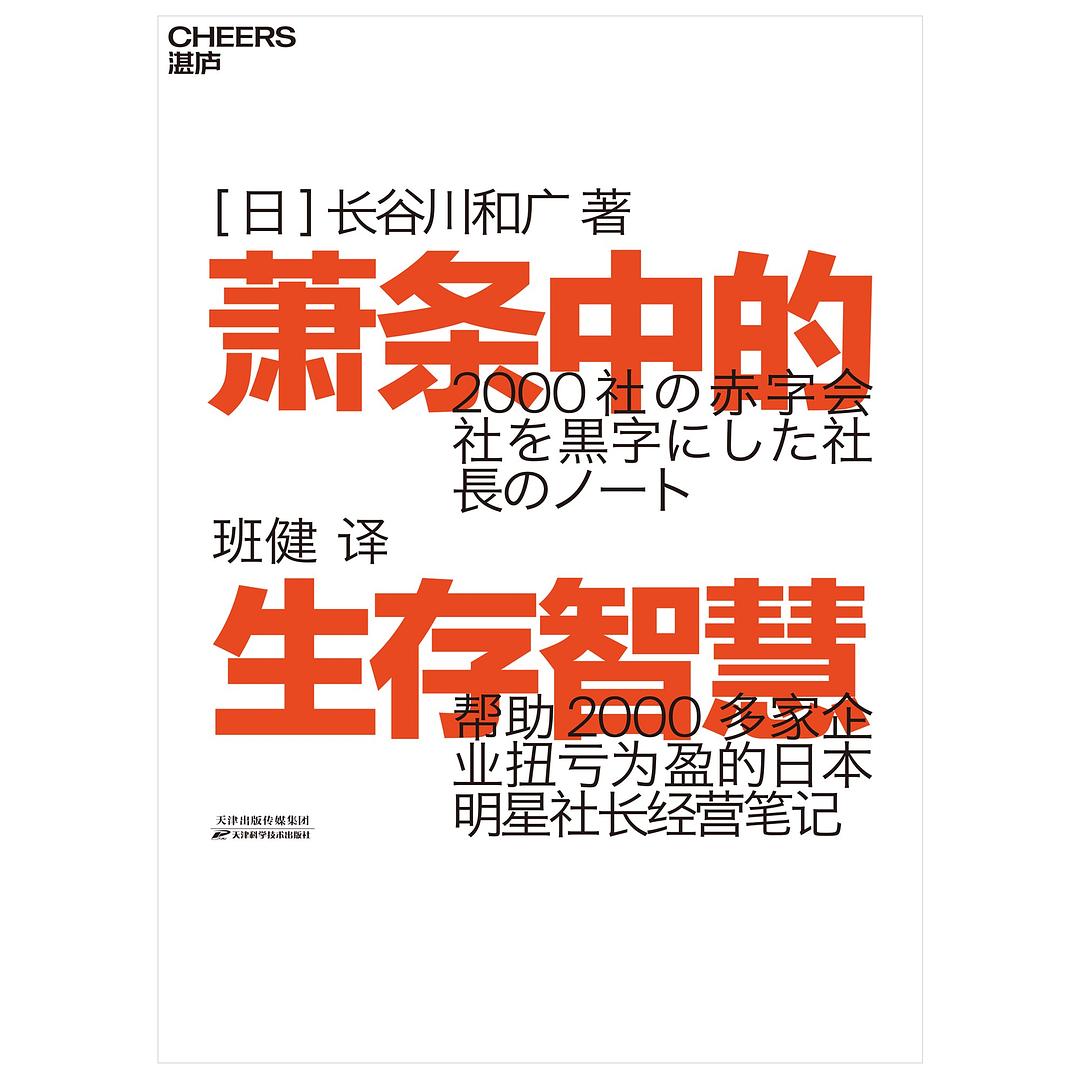 CHEERS
湛庐
[日]长谷川和广 著
萧条中的
2000社の赤字会
社を黒字にした社
長のノート
班健 译
生存智慧
帮助2000多家企
业扭亏为盈的日本
明星社长经营笔记
天津出版传媒集团
天津科学技术出版社